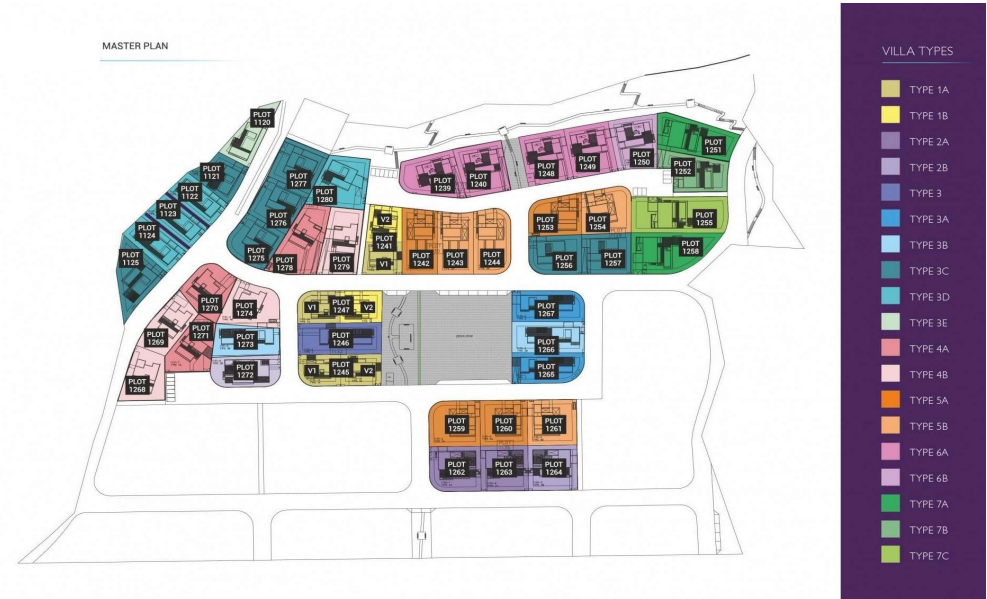 MASTER PLAN
VILLA TYPES
TYPE 1A
TYPE 1B
TYPE 2A
TYPE 2B
TYPE 3
TYPE 3A
TYPE 3B
TYPE 3C
TYPE 3D
TYPE 3E
TYPE 4A
TYPE 4B
TYPE 5A
TYPE 5B
TYPE 6A
TYPE 6B
TYPE 7A
TYPE 7B
TYPE 7C
PLOT
1120
PLOT
1121
PLOT
1122
PLOT
1123
PLOT
1124
PLOT
1125
PLOT
1277
PLOT
1280
PLOT
1276
PLOT
1275
PLOT
1278
PLOT
1279
V2
PLOT
1241
V1
PLOT
1242
PLOT
1243
PLOT
1244
PLOT
1239
PLOT
1240
PLOT
1248
PLOT
1249
PLOT
1250
PLOT
1251
PLOT
1252
PLOT
1253
PLOT
1254
PLOT
1255
PLOT
1256
PLOT
1257
PLOT
1258
PLOT
1270
PLOT
1274
PLOT
1269
PLOT
1271
PLOT
1273
PLOT
1272
PLOT
1268
V1
PLOT
1247
V2
PLOT
1246
V1
PLOT
1245
V2
PLOT
1267
PLOT
1266
PLOT
1265
PLOT
1259
PLOT
1260
PLOT
1261
PLOT
1262
PLOT
1263
PLOT
1264